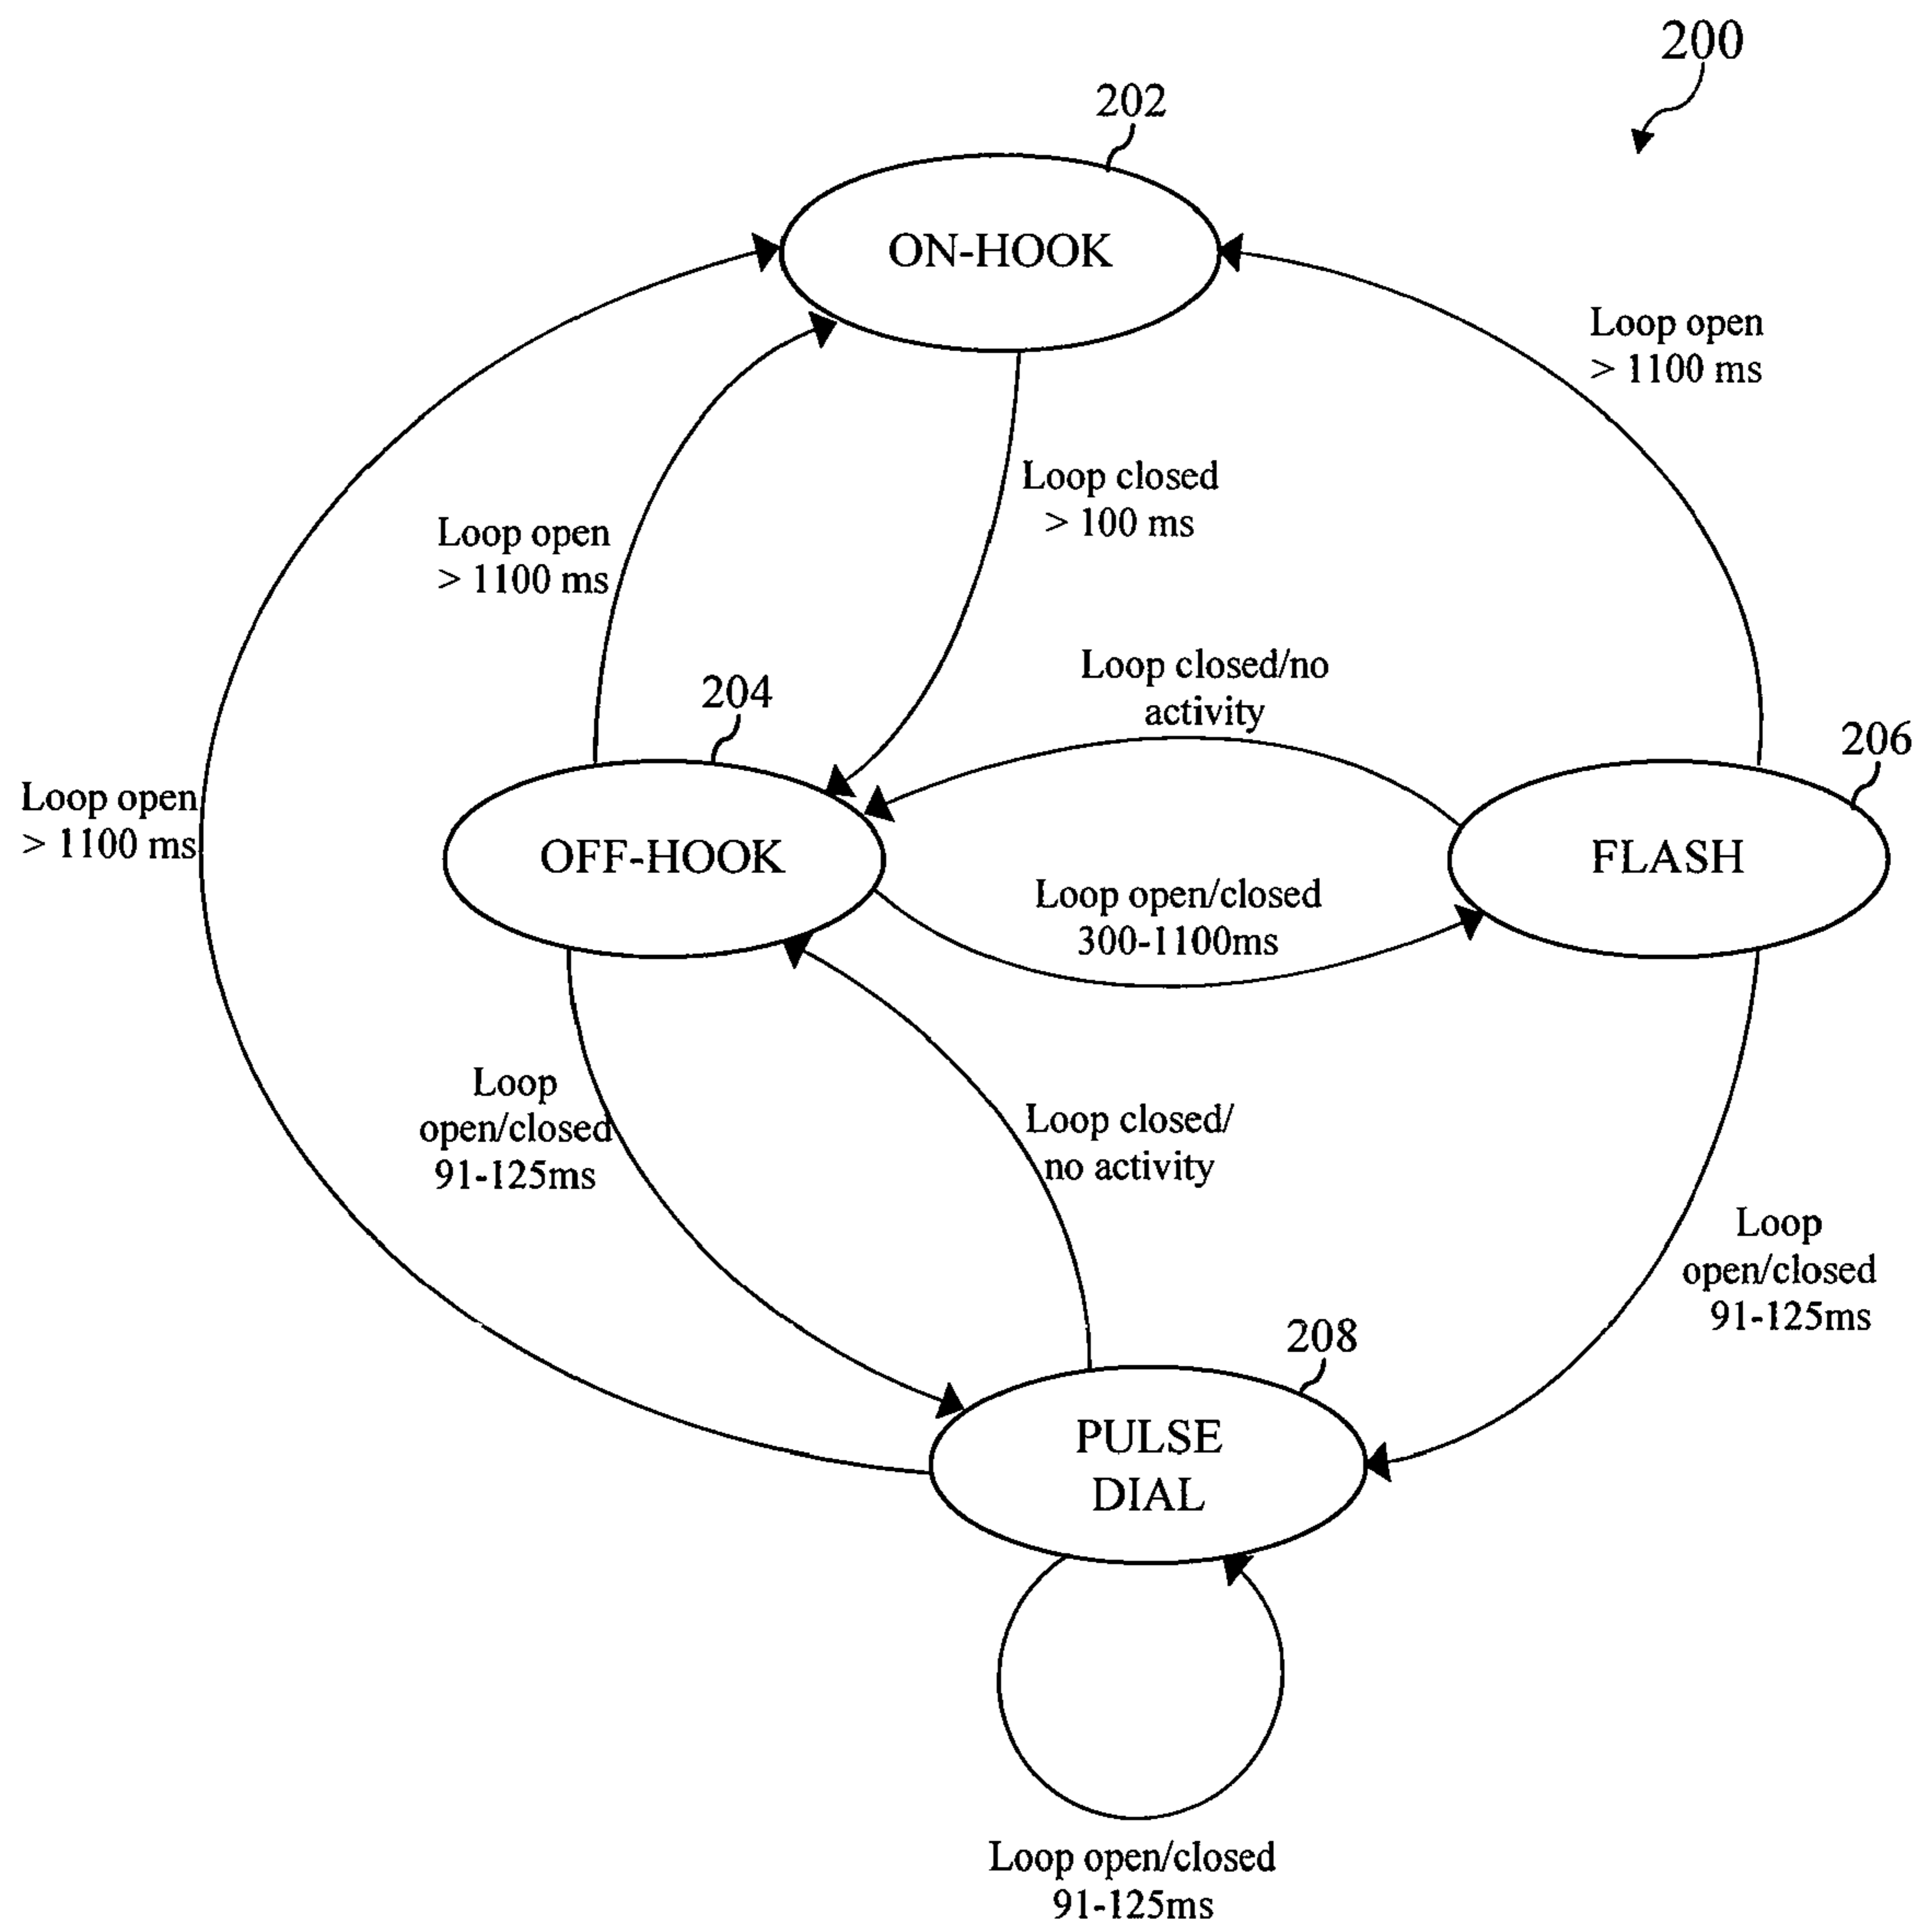 200
202
ON-HOOK
Loop open
> 1100 ms
Loop closed
> 100 ms
Loop open
> 1100 ms
Loop closed/no
activity
204
206
Loop open
> 1100 ms
OFF-HOOK
FLASH
Loop open/closed
300-1100ms
Loop
open/closed
91-125ms
Loop closed/
no activity
Loop
open/closed
91-125ms
208
PULSE
DIAL
Loop open/closed
91-125ms